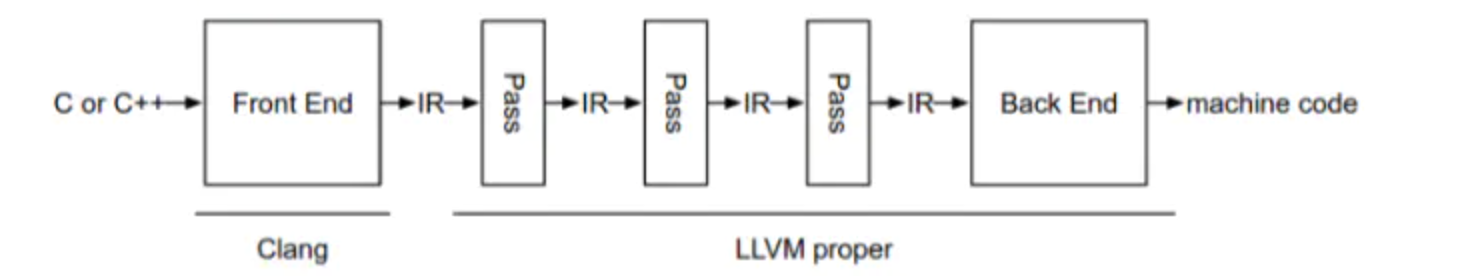 C or C++ Front End IR Pass IR Pass IR Pass IR Back End machine code
Clang LLVM proper